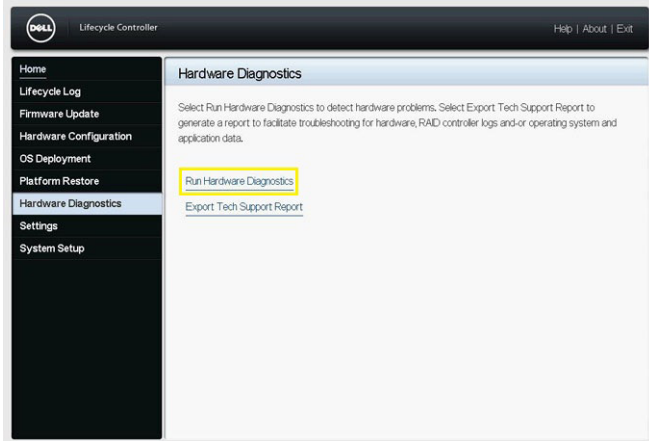 DELL
Lifecycle Controller
Help | About | Exit
Home
Lifecycle Log
Firmware Update
Hardware Configuration
OS Deployment
Platform Restore
Hardware Diagnostics
Settings
System Setup
Hardware Diagnostics
Select Run Hardware Diagnostics to detect hardware problems. Select Export Tech Support Report to
generate a report to facilitate troubleshooting for hardware, RAID controller logs and-or operating system and
application data.
Run Hardware Diagnostics
Export Tech Support Report